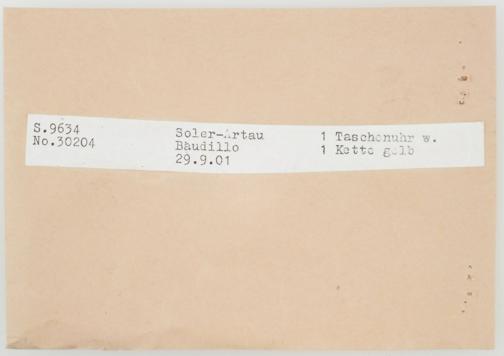 S.9634
No.30204
Soler-Artau
Baudillo
29.9.01
1 Taschenuhr w.
1 Kette gelb